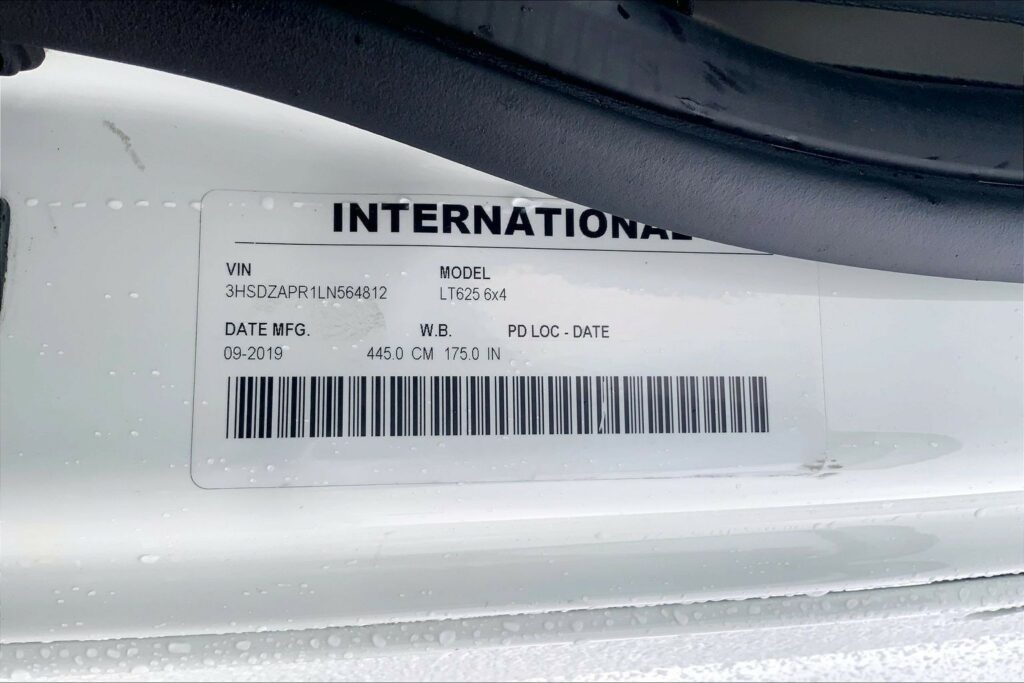 INTERNATIONAL
VIN MODEL
3HSDZAPR1LN564812 LT625 6x4
DATE MFG. W.B. PD LOC - DATE
09-2019 445.0 CM 175.0 IN